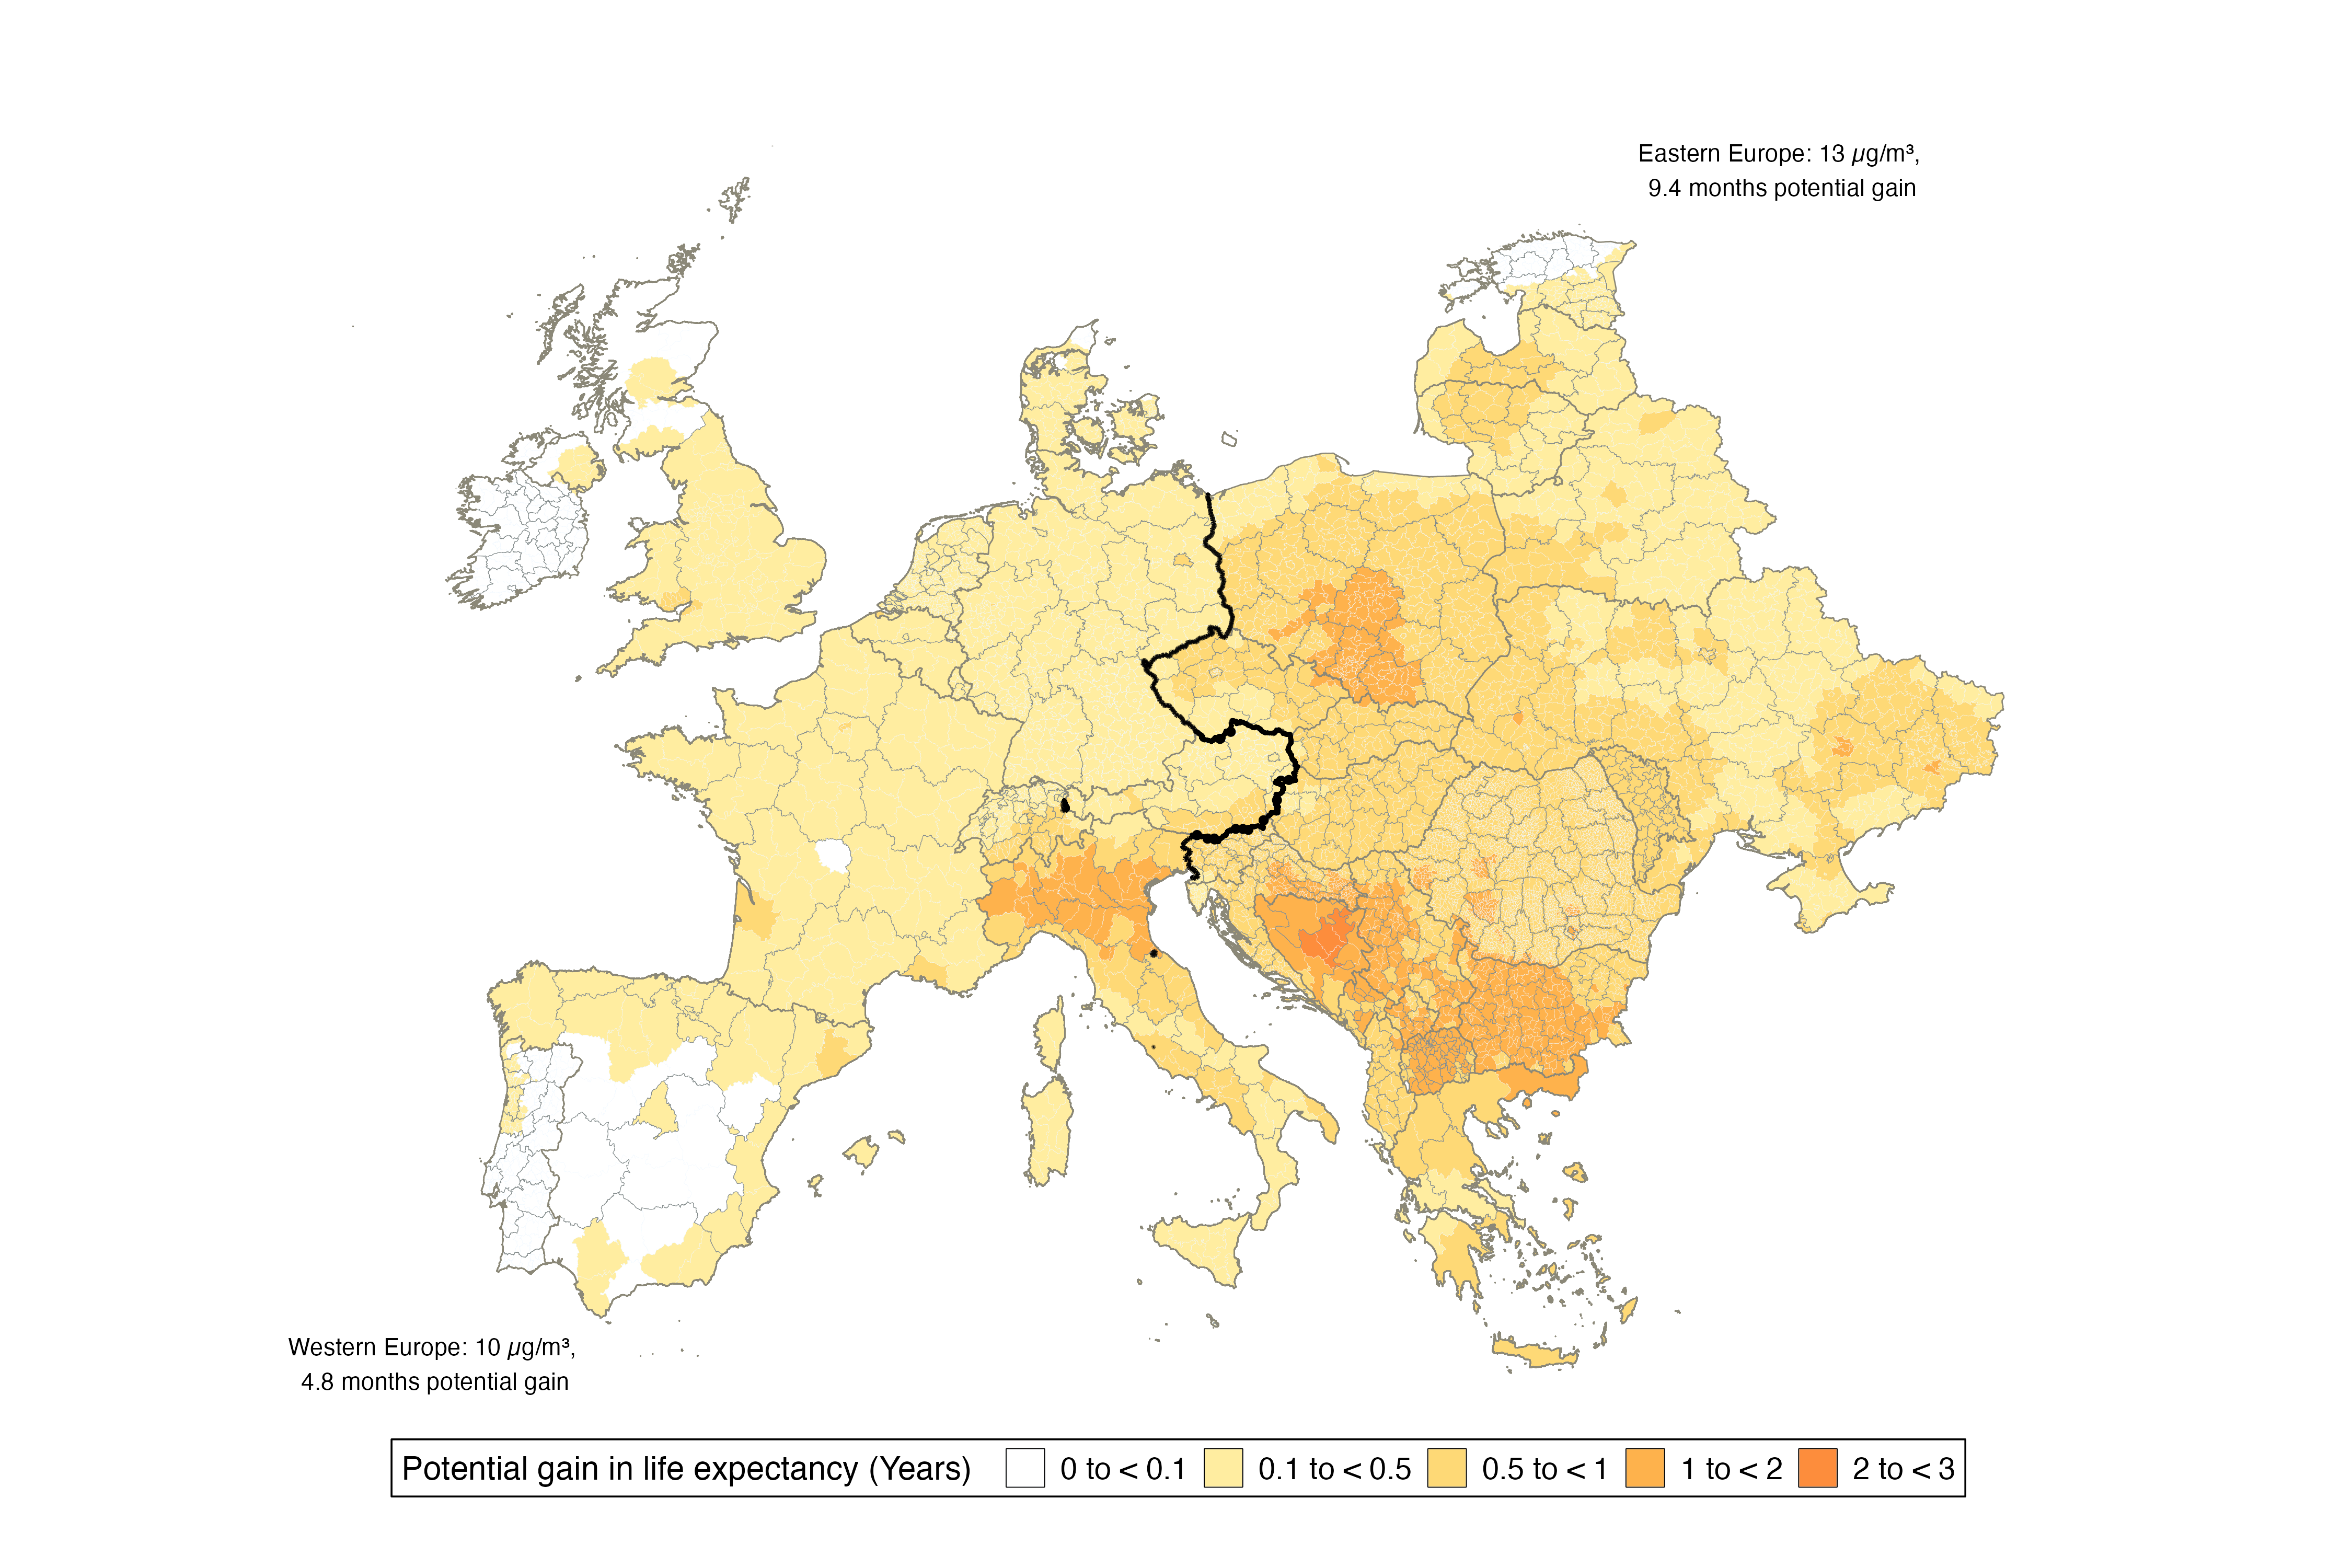 Eastern Europe: 13 µg/m³,
9.4 months potential gain
Western Europe: 10 µg/m³,
4.8 months potential gain
Potential gain in life expectancy (Years) 0 to < 0.1 0.1 to < 0.5 0.5 to < 1 1 to < 2 2 to < 3